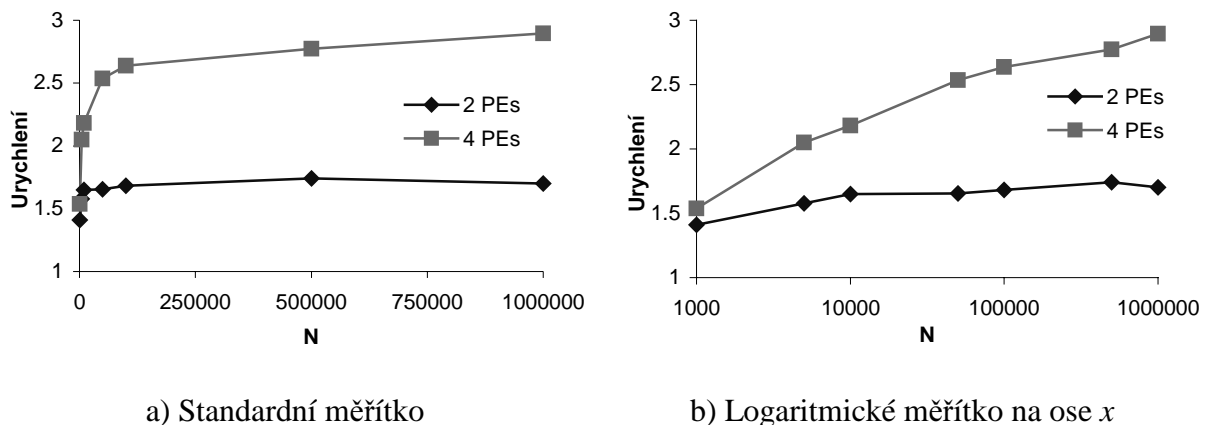 3
2.5
2
1.5
1
Urychlení
2 PEs
4 PEs
0
250000
500000
750000
1000000
N
a) Standardní měřítko
3
2.5
2
1.5
1
Urychlení
2 PEs
4 PEs
1000
10000
100000
1000000
N
b) Logaritmické měřítko na ose x